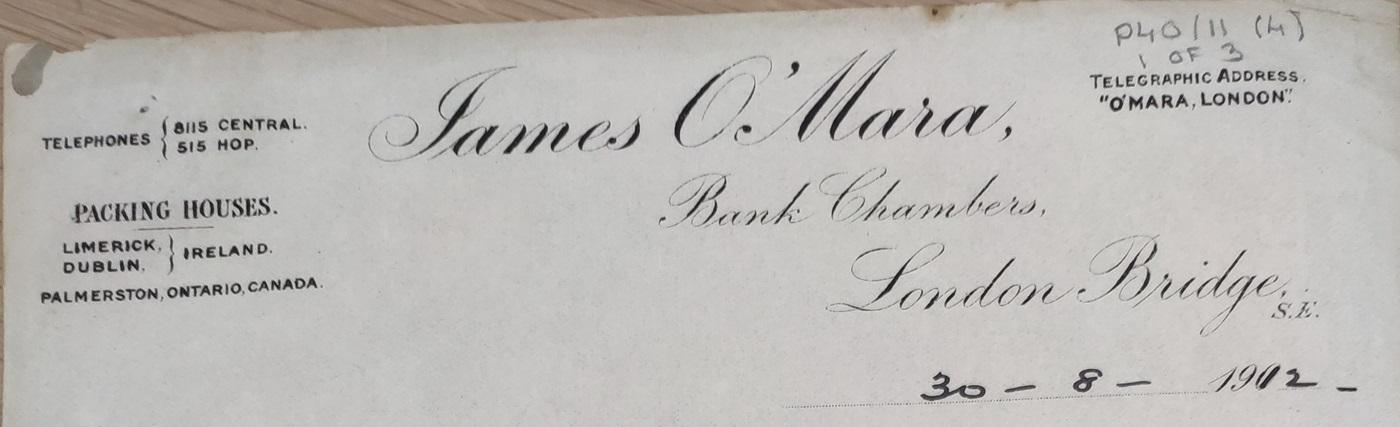 P40/11 (4)
1 OF 3
TELEGRAPHIC ADDRESS.
"O'MARA, LONDON".
James O'Mara,
TELEPHONES { 8115 CENTRAL.
515 HOP.
Bank Chambers,
PACKING HOUSES.
LIMERICK, } IRELAND.
DUBLIN,
PALMERSTON, ONTARIO, CANADA.
London Bridge,
S.E.
30 - 8 - 1912 -